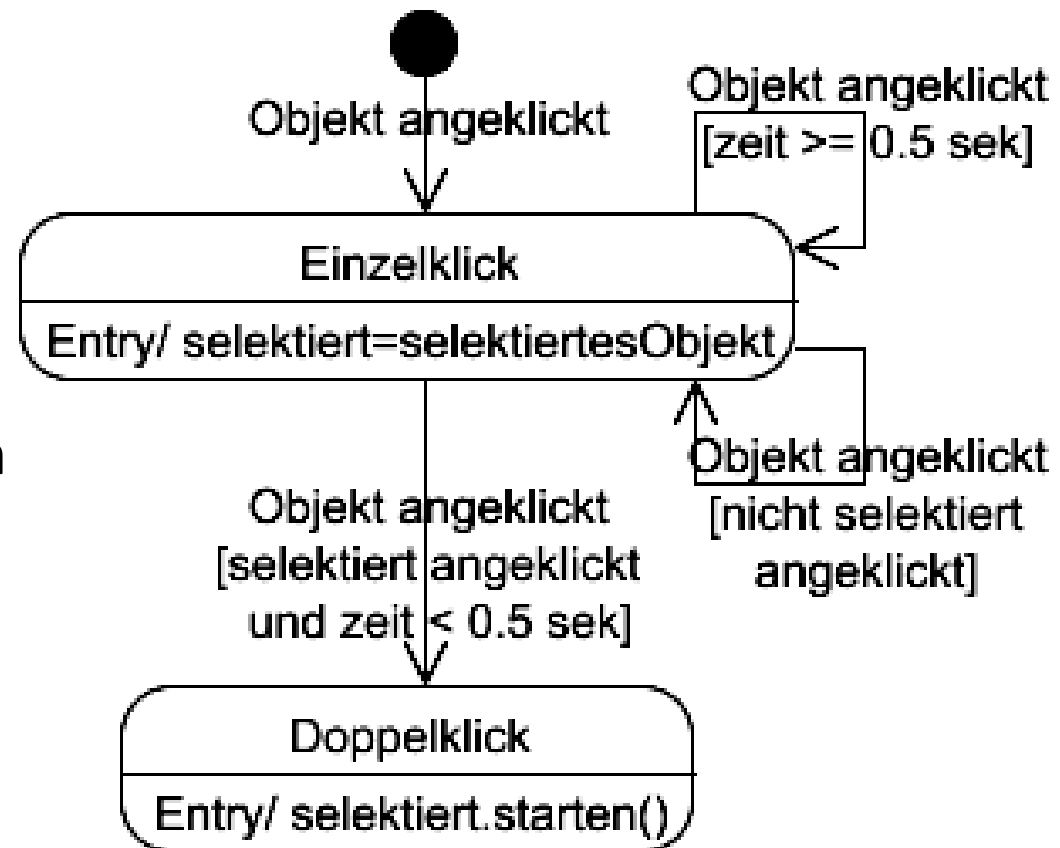 Objekt angeklickt
Objekt angeklickt
[zeit >= 0.5 sek]
Einzelklick
Entry/ selektiert=selektiertesObjekt
n
Objekt angeklickt
[nicht selektiert
angeklickt]
Objekt angeklickt
[selektiert angeklickt
und zeit < 0.5 sek]
Doppelklick
Entry/ selektiert.starten()